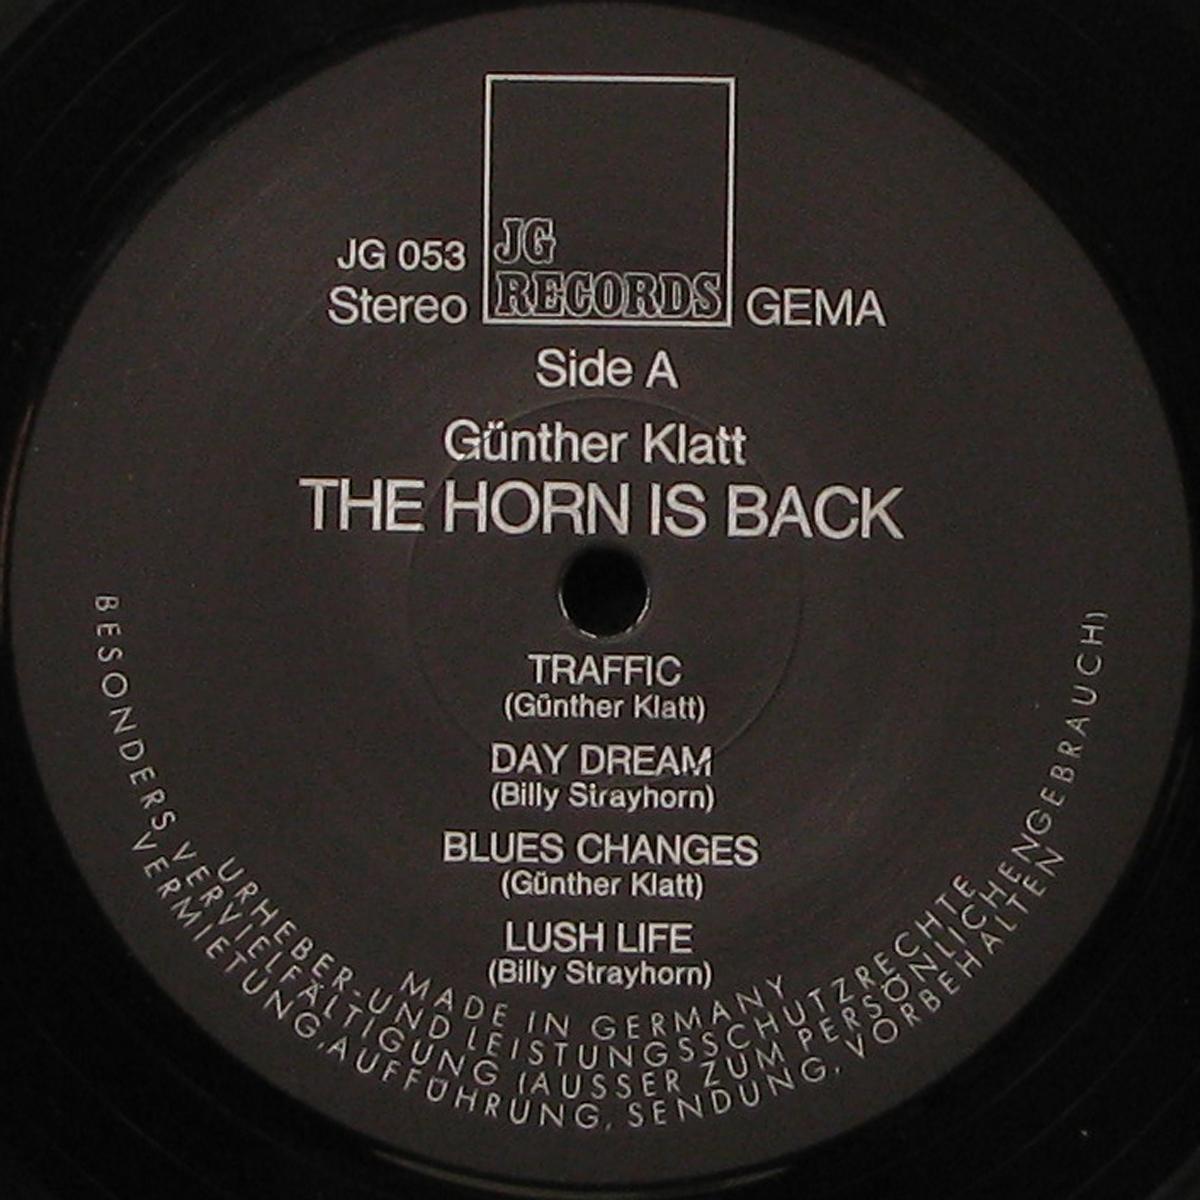 JG
RECORDS
JG 053
Stereo
GEMA
Side A
Günther Klatt
THE HORN IS BACK
TRAFFIC
(Günther Klatt)
DAY DREAM
(Billy Strayhorn)
BLUES CHANGES
(Günther Klatt)
LUSH LIFE
(Billy Strayhorn)
MADE IN GERMANY
URHEBER-UND LEISTUNGSSCHUTZRECHTE
BESONDERS VERVIELFÄLTIGUNG (AUSSER ZUM PERSÖNLICHEN GEBRAUCH)
VERMIETUNG, AUFFÜHRUNG, SENDUNG, VORBEHALTEN